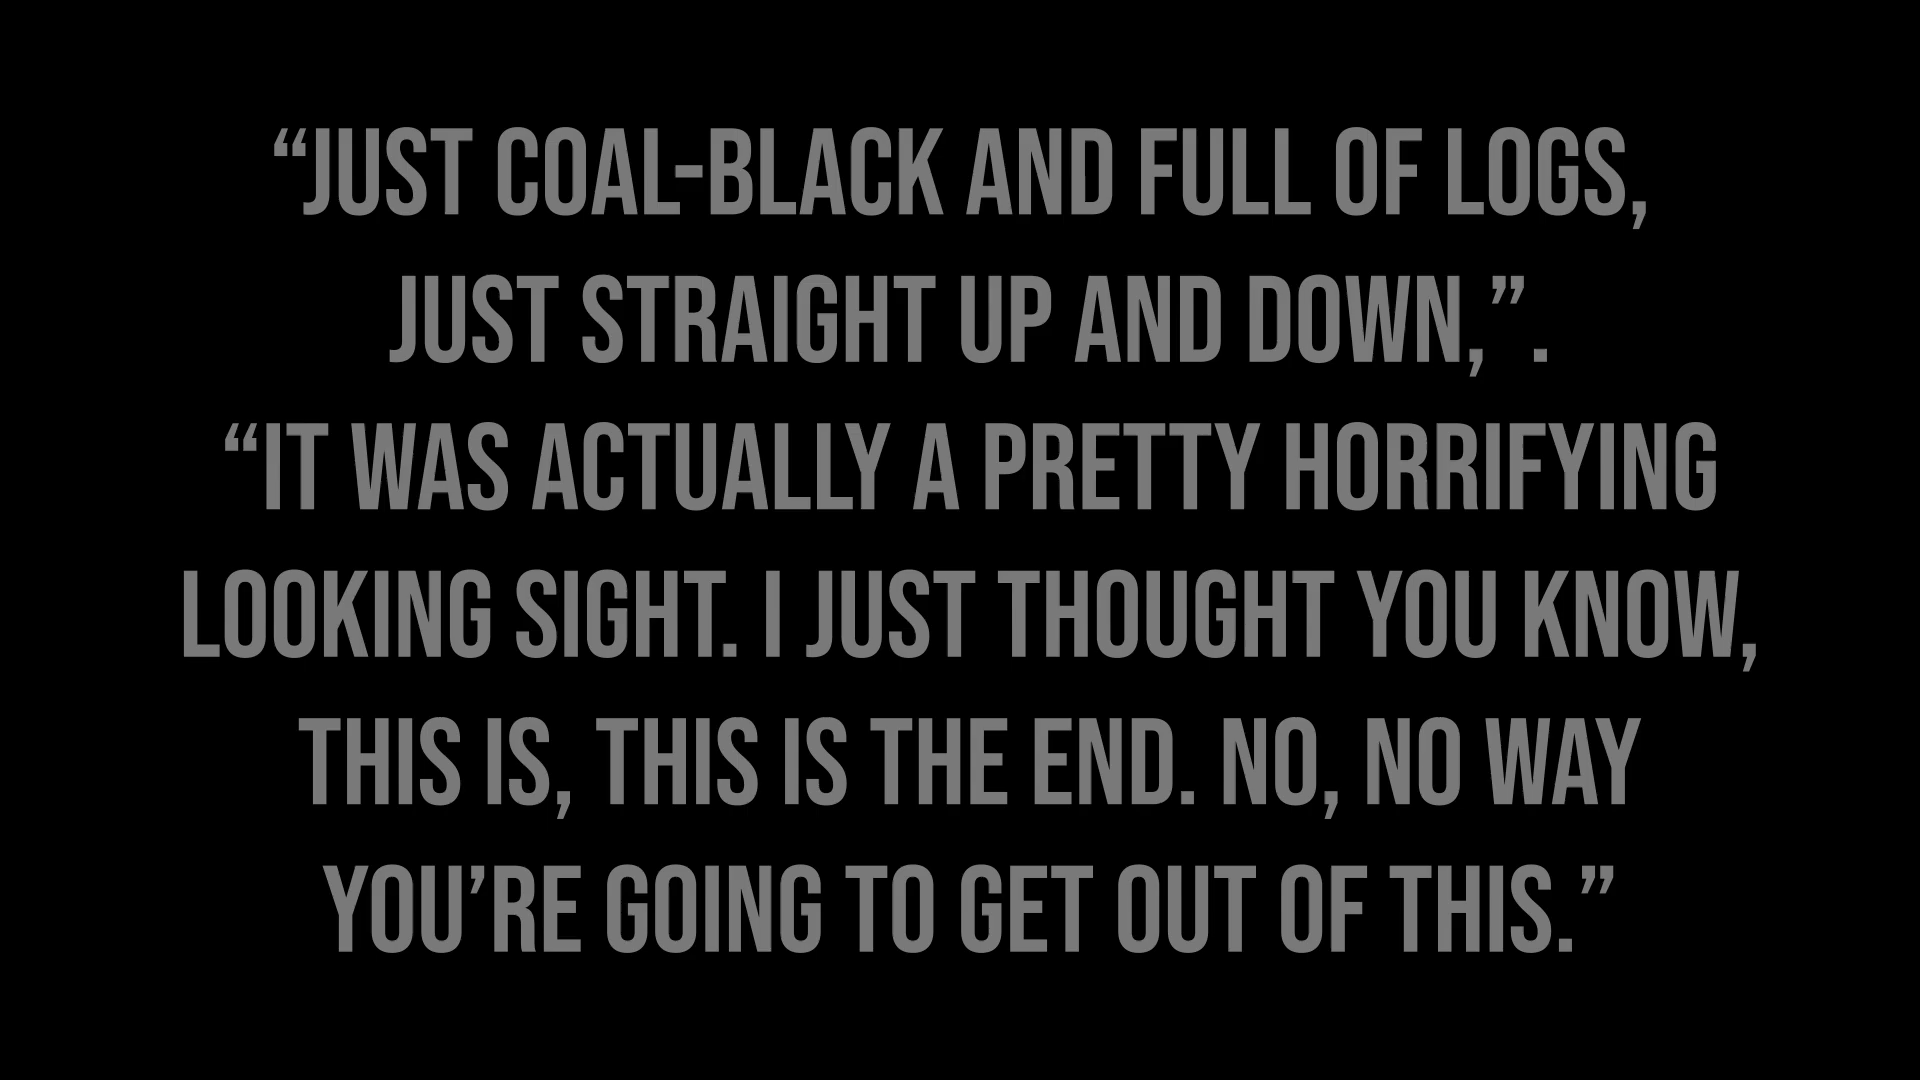 “JUST COAL-BLACK AND FULL OF LOGS,
JUST STRAIGHT UP AND DOWN,”.
“IT WAS ACTUALLY A PRETTY HORRIFYING
LOOKING SIGHT. I JUST THOUGHT YOU KNOW,
THIS IS, THIS IS THE END. NO, NO WAY
YOU’RE GOING TO GET OUT OF THIS.”